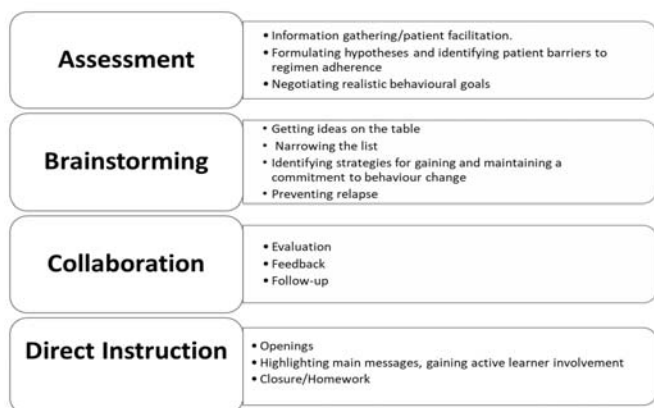 Assessment
• Information gathering/patient facilitation.
• Formulating hypotheses and identifying patient barriers to
regimen adherence
• Negotiating realistic behavioural goals
Brainstorming
• Getting ideas on the table
• Narrowing the list
• Identifying strategies for gaining and maintaining a
commitment to behaviour change
• Preventing relapse
Collaboration
• Evaluation
• Feedback
• Follow-up
Direct Instruction
• Openings
• Highlighting main messages, gaining active learner involvement
• Closure/Homework